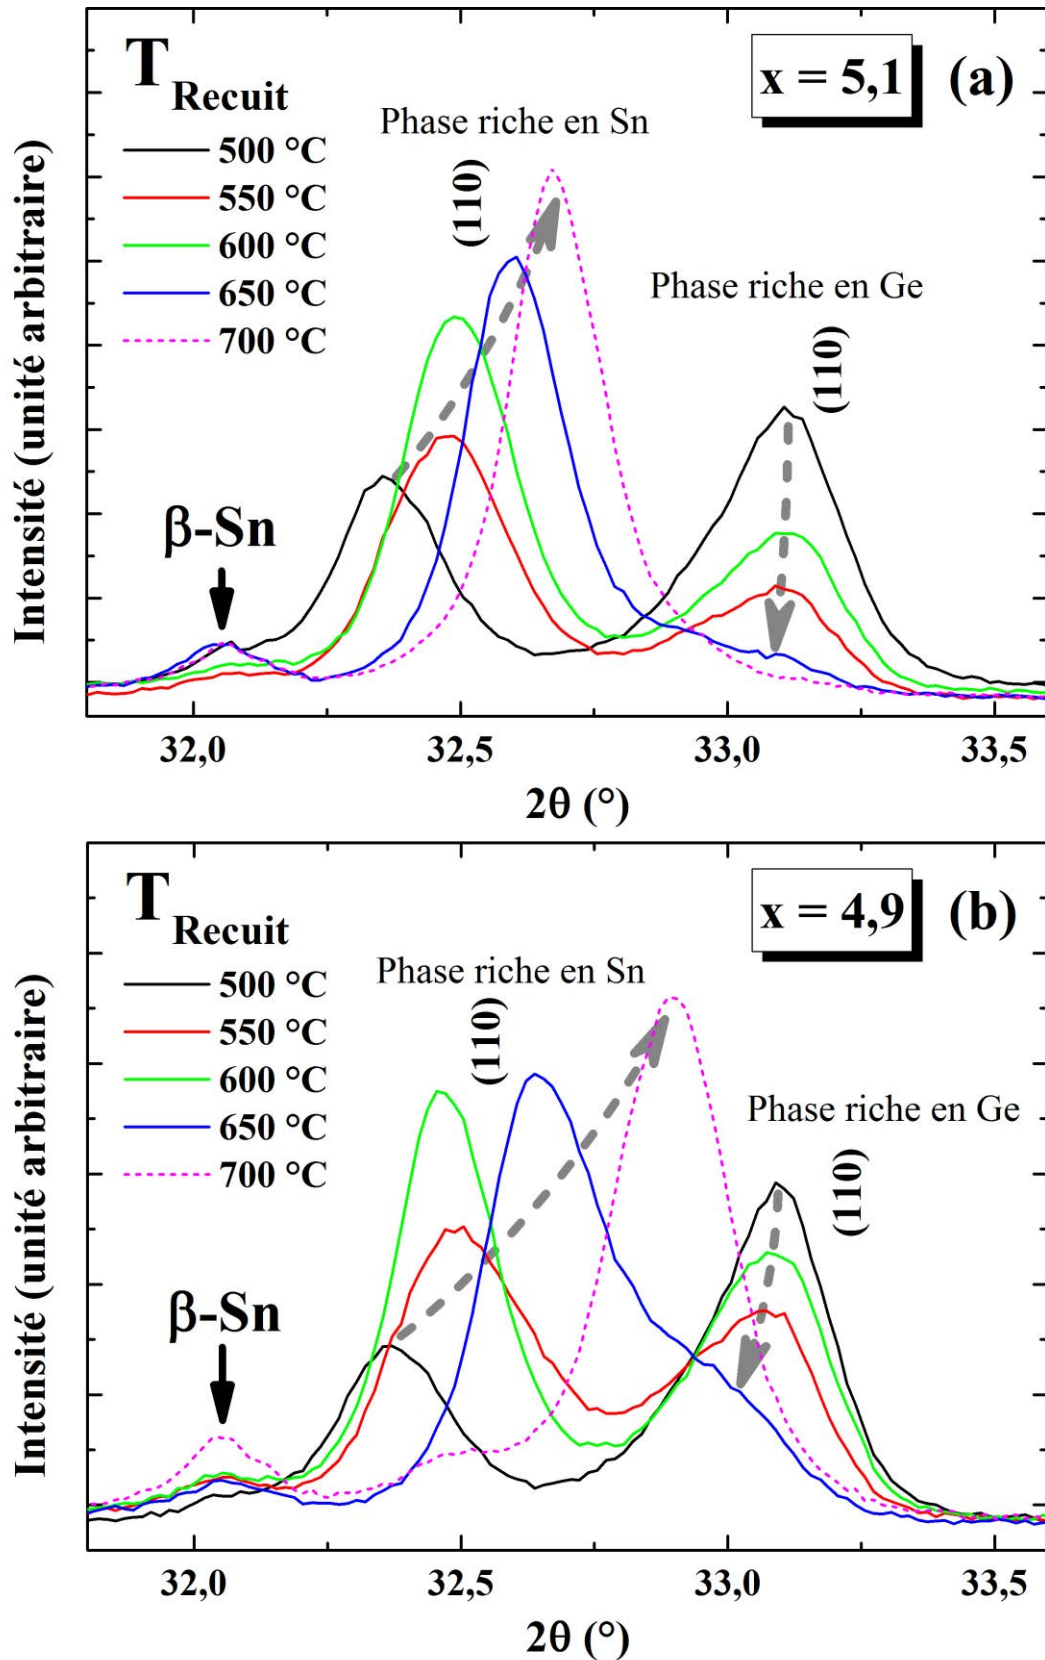 T Recuit
x = 5,1
(a)
Phase riche en Sn
500 °C
550 °C
600 °C
650 °C
700 °C
(110)
Phase riche en Ge
(110)
β-Sn
Intensité (unité arbitraire)
32,0 32,5 33,0 33,5
2θ (°)
T Recuit
x = 4,9
(b)
Phase riche en Sn
500 °C
550 °C
600 °C
650 °C
700 °C
(110)
Phase riche en Ge
(110)
β-Sn
Intensité (unité arbitraire)
32,0 32,5 33,0 33,5
2θ (°)